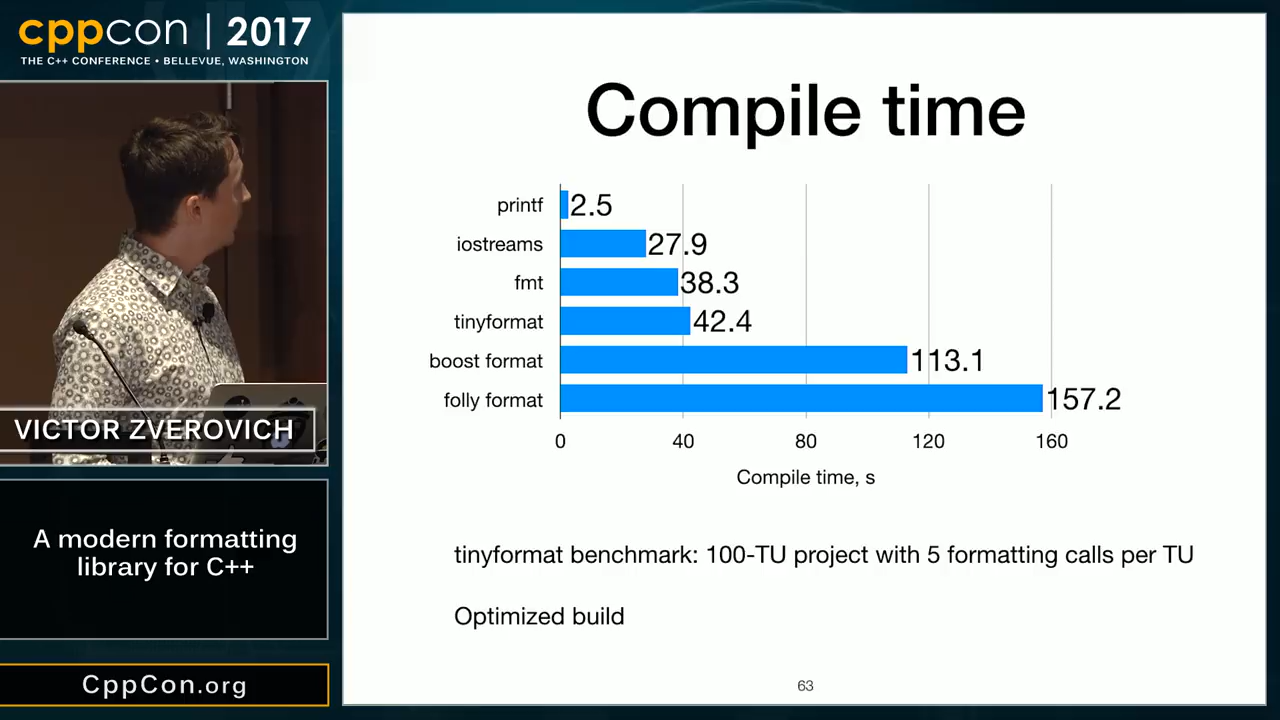 cppcon | 2017
THE C++ CONFERENCE • BELLEVUE, WASHINGTON
VICTOR ZVEROVICH
A modern formatting
library for C++
CppCon.org
Compile time
printf 2.5
iostreams 27.9
fmt 38.3
tinyformat 42.4
boost format 113.1
folly format 157.2
0 40 80 120 160
Compile time, s
tinyformat benchmark: 100-TU project with 5 formatting calls per TU
Optimized build
63